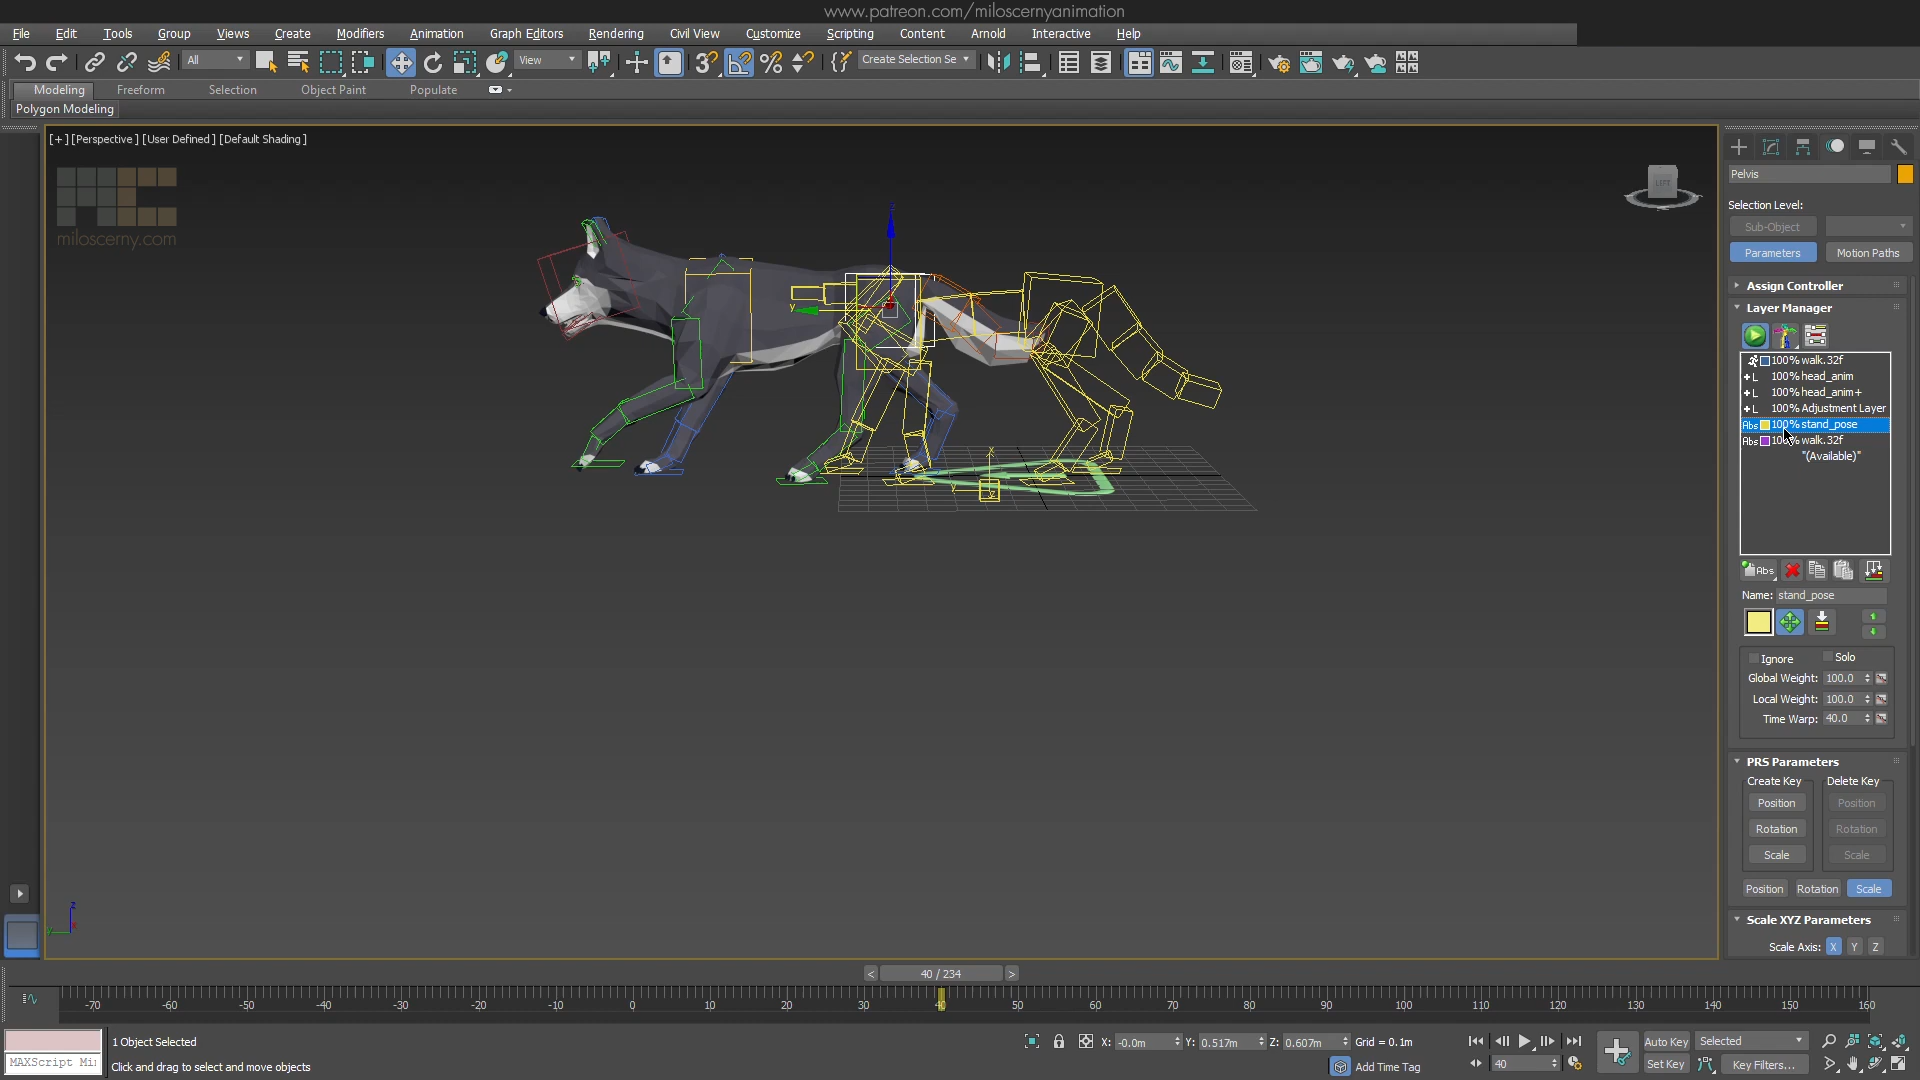 www.patreon.com/miloscernyanimation
File Edit Tools Group Views Create Modifiers Animation Graph Editors Rendering Civil View Customize Scripting Content Arnold Interactive Help
All View Create Selection Se
Modeling Freeform Selection Object Paint Populate
Polygon Modeling
[+] [Perspective ] [User Defined ] [Default Shading ]
miloscerny.com
Pelvis
Selection Level:
Sub-Object
Parameters Motion Paths
Assign Controller
Layer Manager
100% walk.32f
+ L 100% head_anim
+ L 100% head_anim+
+ L 100% Adjustment Layer
Abs 100% stand_pose
Abs 100% walk.32f
"(Available)"
Abs
Name: stand_pose
Ignore Solo
Global Weight: 100.0
Local Weight: 100.0
Time Warp: 40.0
PRS Parameters
Create Key Delete Key
Position Position
Rotation Rotation
Scale Scale
Position Rotation Scale
Scale XYZ Parameters
Scale Axis: X Y Z
< 40 / 234 >
-70 -60 -50 -40 -30 -20 -10 0 10 20 30 40 50 60 70 80 90 100 110 120 130 140 150 160
1 Object Selected
X: -0.0m Y: 0.517m Z: 0.607m Grid = 0.1m
Auto Key Selected
MAXScript Mi
Click and drag to select and move objects
Add Time Tag
40
Set Key Key Filters...